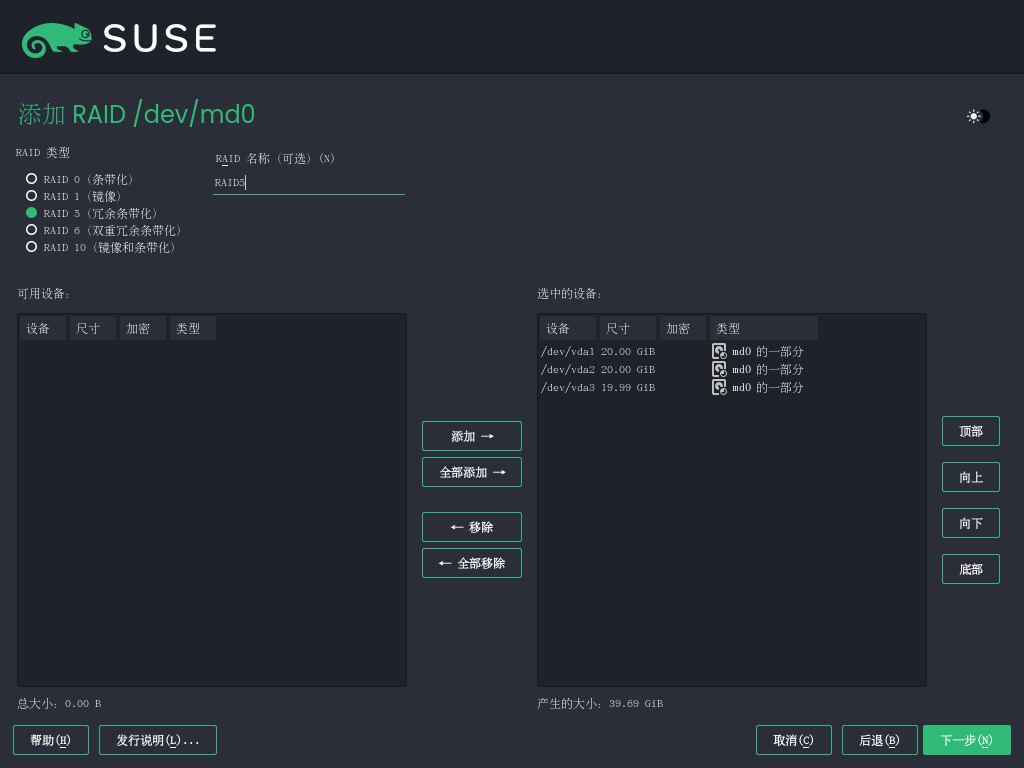 SUSE
添加 RAID /dev/md0
RAID 类型
RAID 0（条带化）
RAID 1（镜像）
RAID 5（冗余条带化）
RAID 6（双重冗余条带化）
RAID 10（镜像和条带化）
RAID 名称（可选）(N)
RAID5
可用设备:
设备 尺寸 加密 类型
总大小: 0.00 B
添加 →
全部添加 →
← 移除
← 全部移除
选中的设备:
设备 尺寸 加密 类型
/dev/vda1 20.00 GiB md0 的一部分
/dev/vda2 20.00 GiB md0 的一部分
/dev/vda3 19.99 GiB md0 的一部分
产生的大小: 39.69 GiB
顶部
向上
向下
底部
帮助(H) 发行说明(L)... 取消(C) 后退(B) 下一步(N)